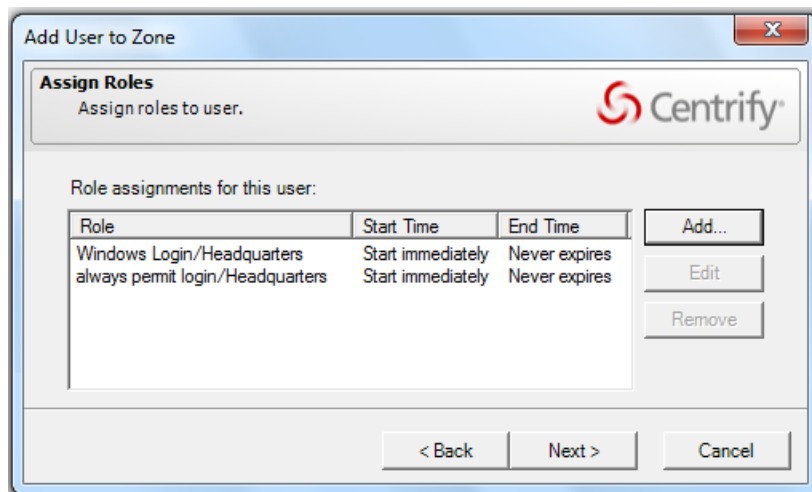 Add User to Zone
Assign Roles
Assign roles to user.
Centrify
Role assignments for this user:
Role Start Time End Time
Windows Login/Headquarters Start immediately Never expires
always permit login/Headquarters Start immediately Never expires
Add...
Edit
Remove
< Back Next > Cancel